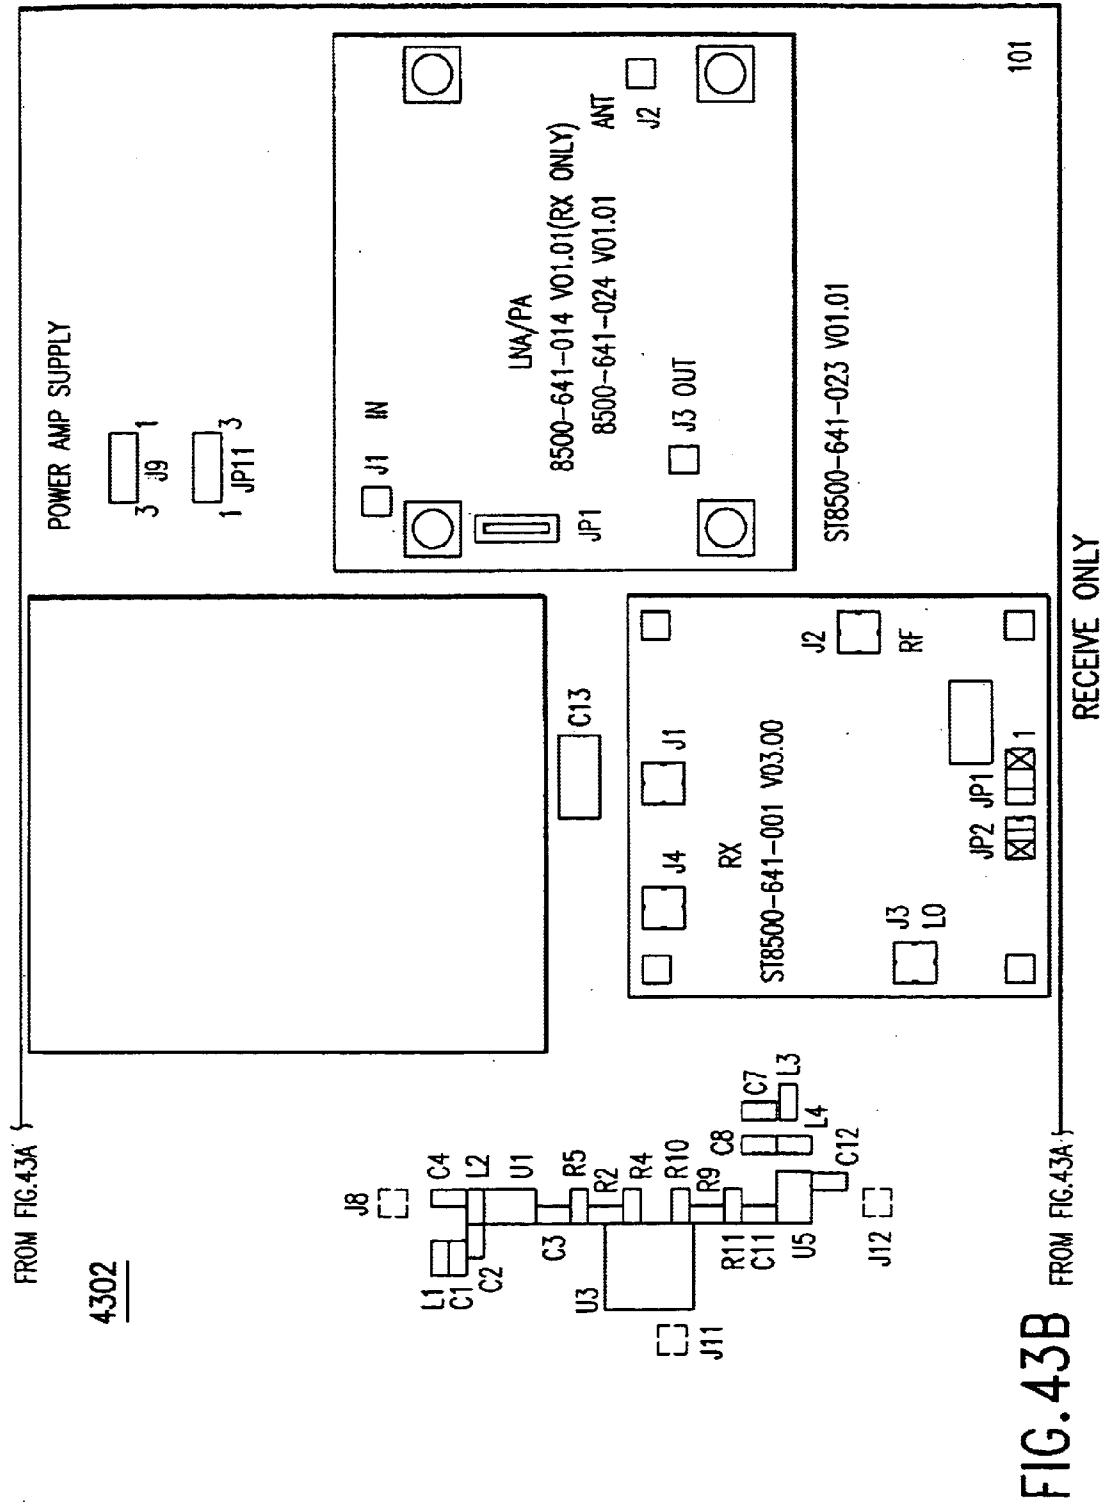 FROM FIG.43A
4302
POWER AMP SUPPLY
3 1
J9
1 3
JP11
J1 IN
JP1
LNA/PA
8500-641-014 V01.01(RX ONLY)
8500-641-024 V01.01
ANT
J2
J3 OUT
ST8500-641-023 V01.01
101
C13
J4 J1
RX
ST8500-641-001 V03.00
J2
RF
J3
LO
JP2 JP1
1
J8
L1 C4
C1 L2
C2 U1
C3 R5
R2
U3 R4
J11
R10
R9
R11 C8 C7
C11 L3
U5 L4
C12
J12
FROM FIG.43A
RECEIVE ONLY
FIG.43B